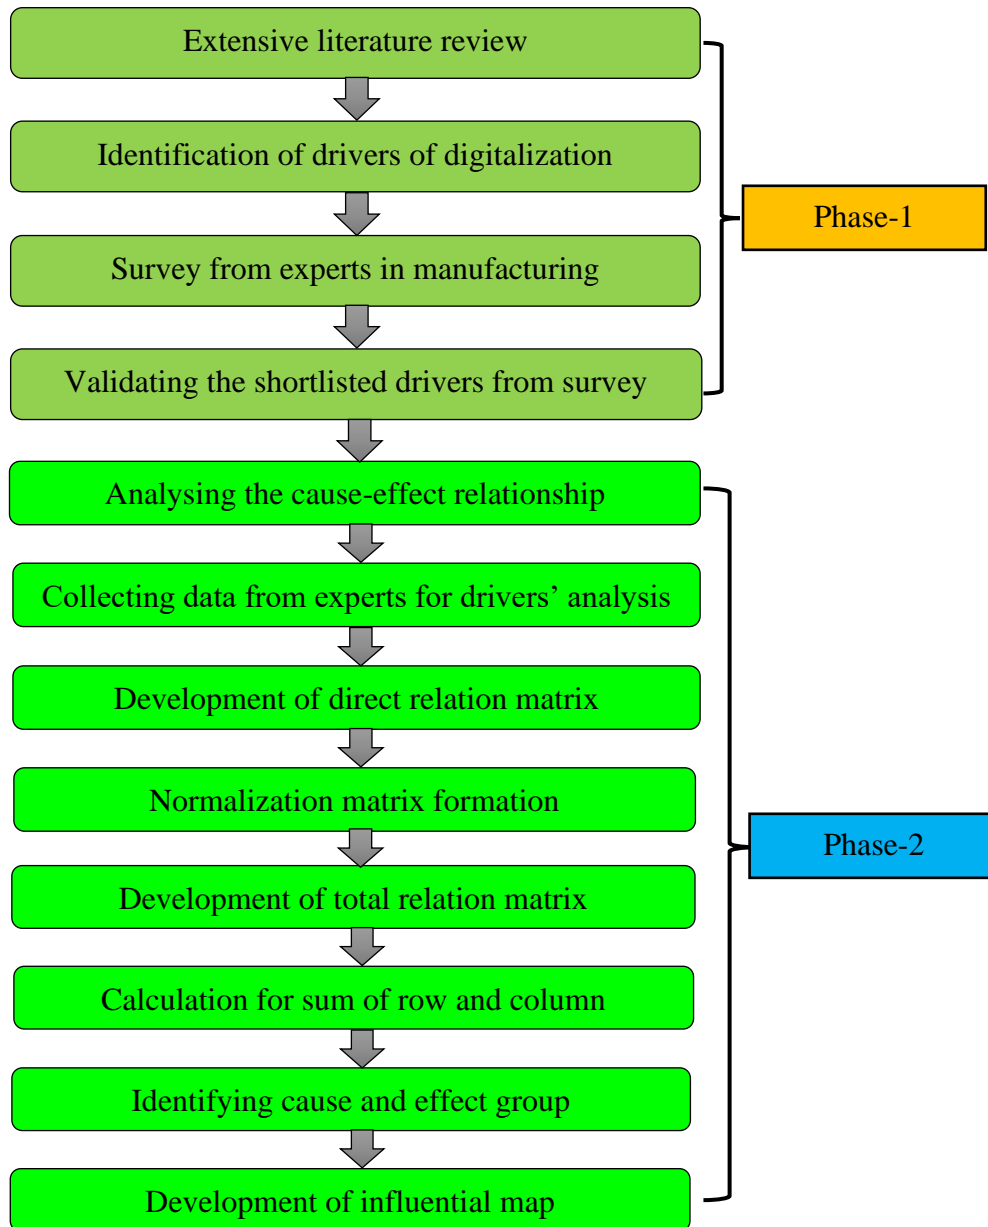 Extensive literature review
Identification of drivers of digitalization
Survey from experts in manufacturing
Validating the shortlisted drivers from survey
Phase-1
Analysing the cause-effect relationship
Collecting data from experts for drivers’ analysis
Development of direct relation matrix
Normalization matrix formation
Development of total relation matrix
Calculation for sum of row and column
Identifying cause and effect group
Development of influential map
Phase-2